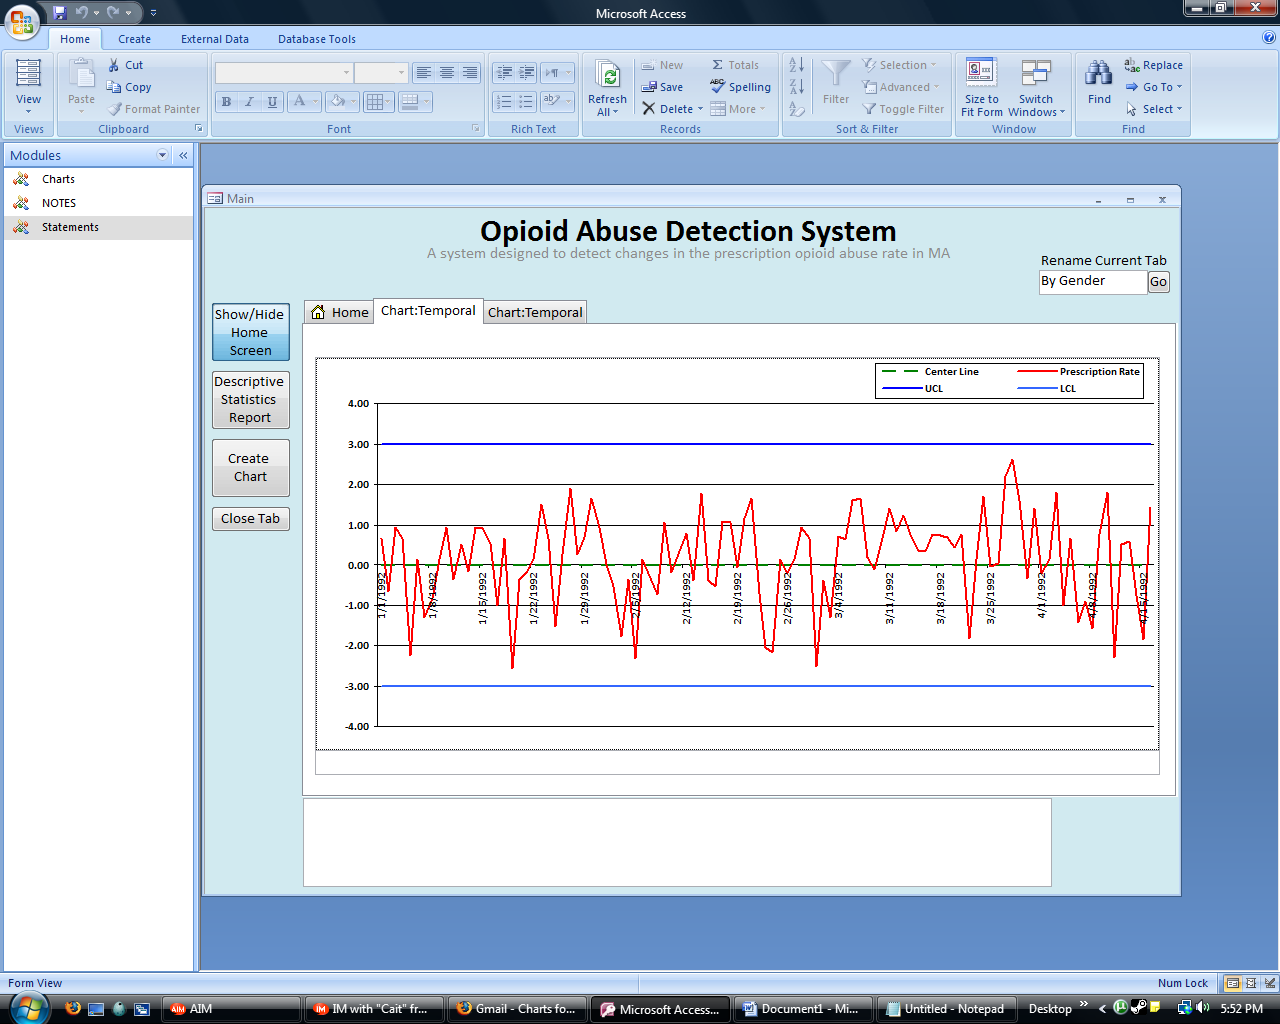 Microsoft Access
Home Create External Data Database Tools
View
Views
Paste
Cut
Copy
Format Painter
Clipboard
B I U A
Font
Rich Text
Refresh
All
New
Save
Delete
Σ Totals
Spelling
More
Records
Filter
Selection
Advanced
Toggle Filter
Sort & Filter
Size to
Fit Form
Switch
Windows
Window
Find
Replace
Go To
Select
Find
Modules
Charts
NOTES
Statements
Main
Opioid Abuse Detection System
A system designed to detect changes in the prescription opioid abuse rate in MA
Rename Current Tab
By Gender Go
Show/Hide
Home
Screen
Descriptive
Statistics
Report
Create
Chart
Close Tab
Home Chart:Temporal Chart:Temporal
Center Line Prescription Rate
UCL LCL
4.00
3.00
2.00
1.00
0.00
-1.00
-2.00
-3.00
-4.00
1/1/1992
1/8/1992
1/15/1992
1/22/1992
1/29/1992
2/5/1992
2/12/1992
2/19/1992
2/26/1992
3/4/1992
3/11/1992
3/18/1992
3/25/1992
4/1/1992
4/8/1992
4/15/1992
Form View Num Lock
AIM IM with "Cait" fr... Gmail - Charts fo... Microsoft Access... Document1 - Mi... Untitled - Notepad Desktop 5:52 PM